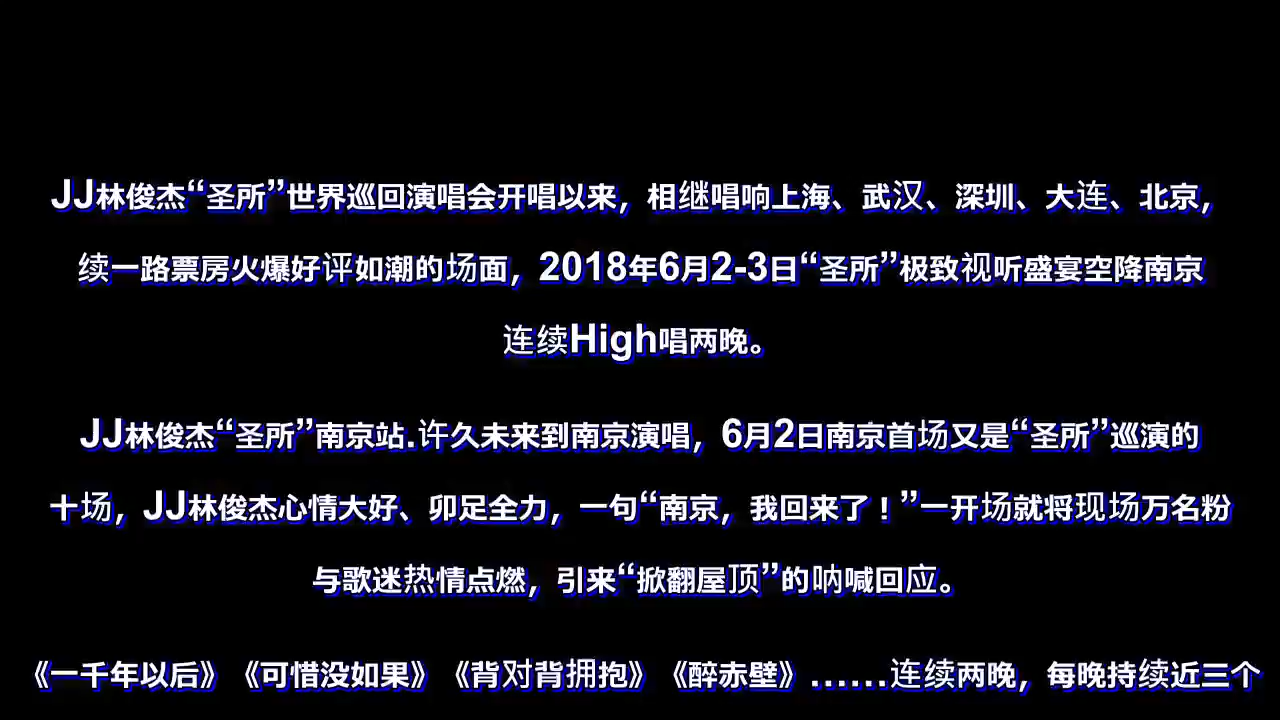 JJ林俊杰“圣所”世界巡回演唱会开唱以来，相继唱响上海、武汉、深圳、大连、北京，
续一路票房火爆好评如潮的场面，2018年6月2-3日“圣所”极致视听盛宴空降南京
连续High唱两晚。
JJ林俊杰“圣所”南京站.许久未来到南京演唱，6月2日南京首场又是“圣所”巡演的
十场，JJ林俊杰心情大好、卯足全力，一句“南京，我回来了！”一开场就将现场万名粉
与歌迷热情点燃，引来“掀翻屋顶”的呐喊回应。
《一千年以后》《可惜没如果》《背对背拥抱》《醉赤壁》......连续两晚，每晚持续近三个